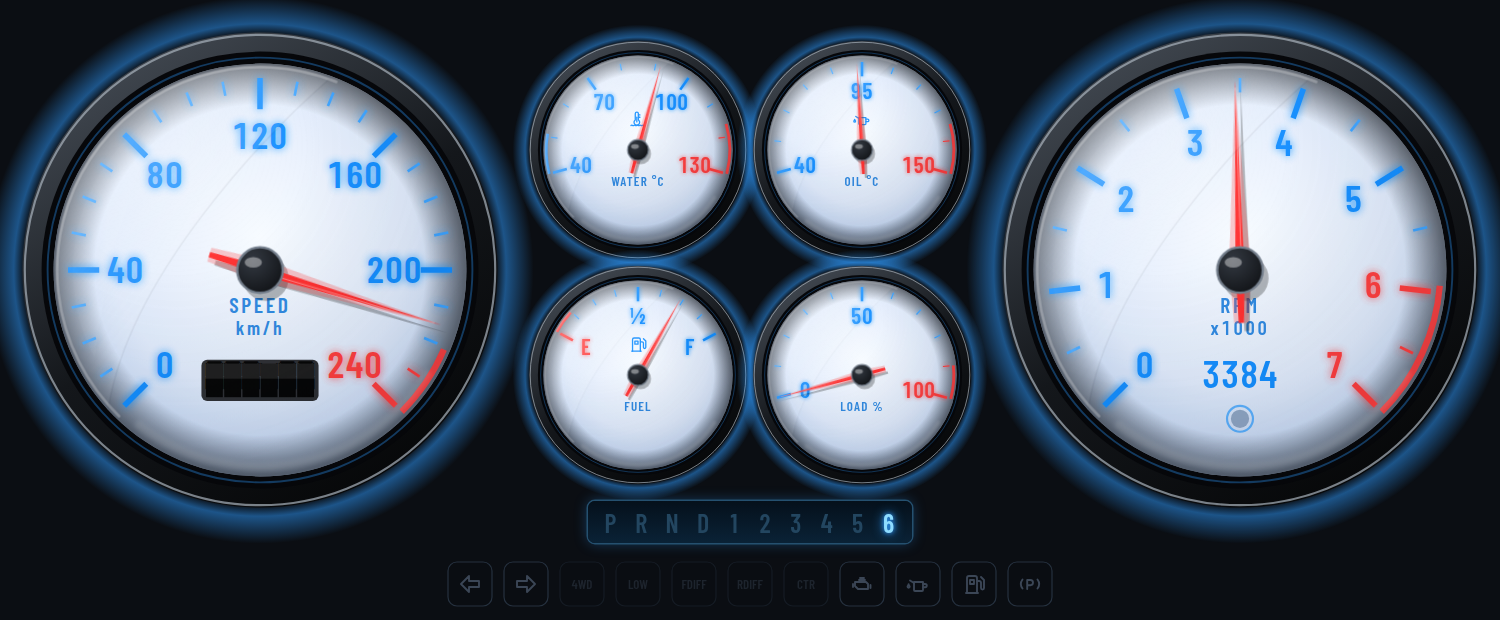 120
80
160
40
200
SPEED
km/h
0
240
70
100
40
130
WATER °C
95
40
150
OIL °C
½
E
F
FUEL
50
0
100
LOAD %
3
4
2
5
1
6
RPM
x1000
0
7
3384
P R N D 1 2 3 4 5 6
4WD LOW FDIFF RDIFF CTR (P)